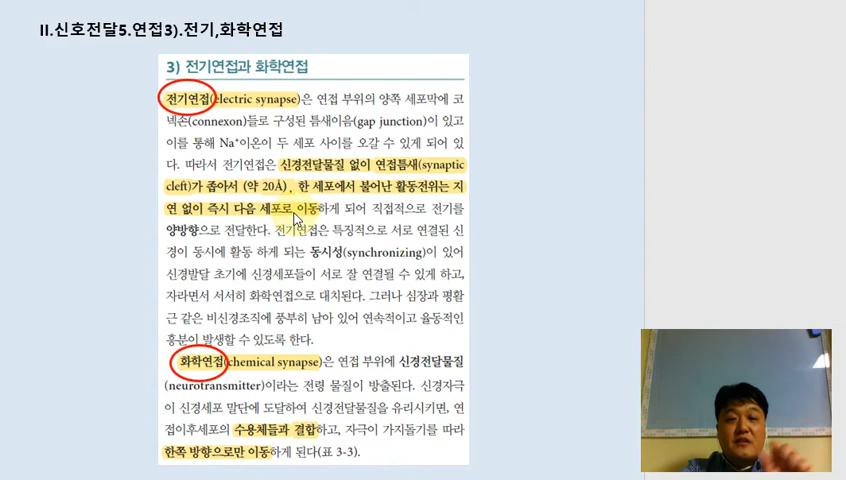 II.신호전달5.연접3).전기,화학연접
3) 전기연접과 화학연접
전기연접(electric synapse)은 연접 부위의 양쪽 세포막에 코
넥손(connexon)들로 구성된 틈새이음(gap junction)이 있고
이를 통해 Na⁺이온이 두 세포 사이를 오갈 수 있게 되어 있
다. 따라서 전기연접은 신경전달물질 없이 연접틈새(synaptic
cleft)가 좁아서 (약 20Å), 한 세포에서 불어난 활동전위는 지
연 없이 즉시 다음 세포로 이동하게 되어 직접적으로 전기를
양방향으로 전달한다. 전기연접은 특징적으로 서로 연결된 신
경이 동시에 활동 하게 되는 동시성(synchronizing)이 있어
신경발달 초기에 신경세포들이 서로 잘 연결될 수 있게 하고,
자라면서 서서히 화학연접으로 대치된다. 그러나 심장과 평활
근 같은 비신경조직에 풍부히 남아 있어 연속적이고 율동적인
흥분이 발생할 수 있도록 한다.
화학연접(chemical synapse)은 연접 부위에 신경전달물질
(neurotransmitter)이라는 전령 물질이 방출된다. 신경자극
이 신경세포 말단에 도달하여 신경전달물질을 유리시키면, 연
접이후세포의 수용체들과 결합하고, 자극이 가지돌기를 따라
한쪽 방향으로만 이동하게 된다(표 3-3).